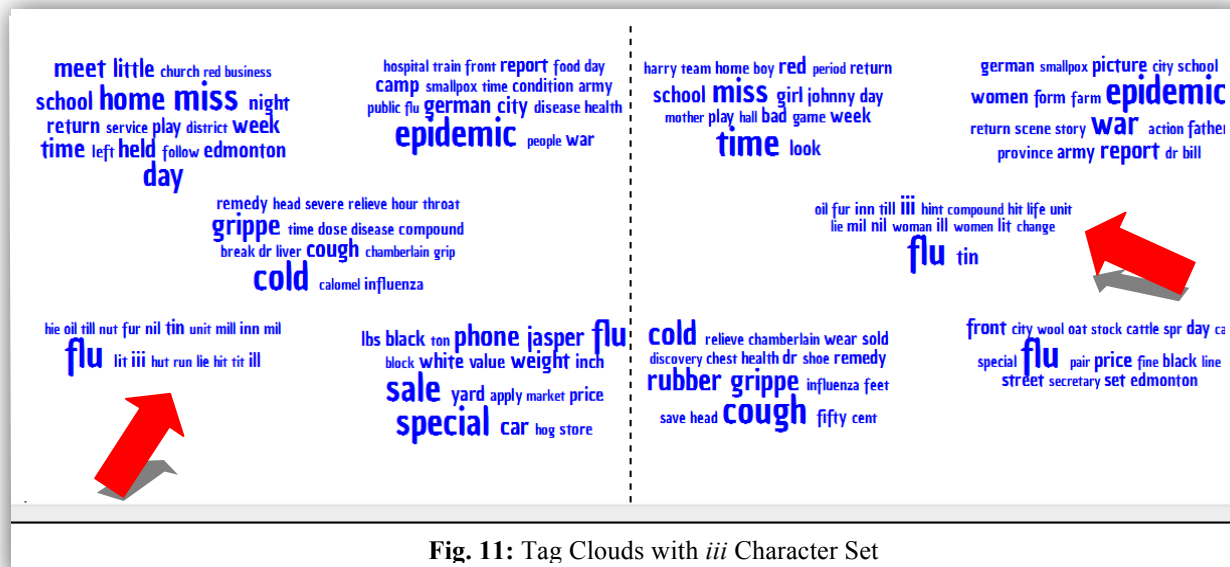 meet little church red business
school home miss night
return service play district week
time left held follow edmonton
day
hospital train front report food day
camp smallpox time condition army
public flu german city disease health
epidemic people war
remedy head severe relieve hour throat
grippe time dose disease compound
break dr liver cough chamberlain grip
cold calomel influenza
hie oil till nut fur nil tin unit mill inn mil
flu lit iii hut run lie hit tit ill
lbs black ton phone jasper flu
block white value weight inch
sale yard apply market price
special car hog store
harry team home boy red period return
school miss girl johnny day
mother play hall bad game week
time look
german smallpox picture city school
women form farm epidemic
return scene story war action father
province army report dr bill
oil fur inn till iii hint compound hit life unit
lie mil nil woman ill women lit change
flu tin
cold relieve chamberlain wear sold
discovery chest health dr shoe remedy
rubber grippe influenza feet
save head cough fifty cent
front city wool oat stock cattle spr day ca
special flu pair price fine black line
street secretary set edmonton
Fig. 11: Tag Clouds with iii Character Set